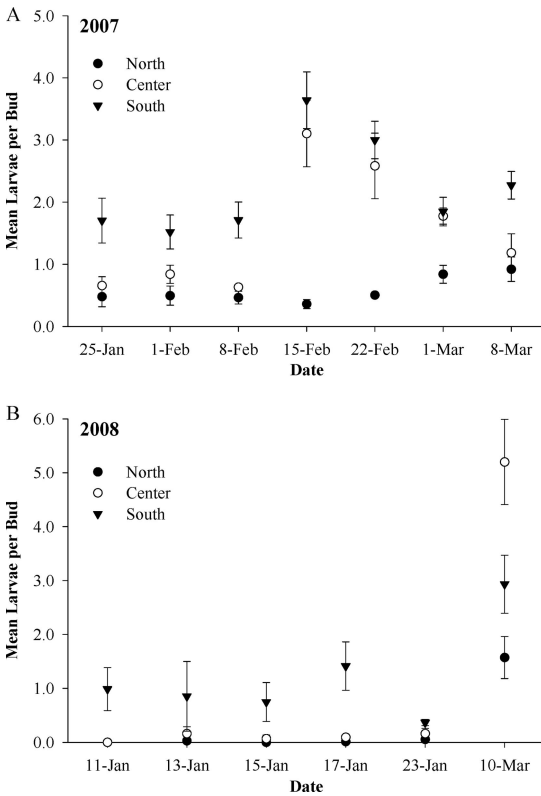 A
2007
North
Center
South
5.0
4.0
3.0
2.0
1.0
0.0
Mean Larvae per Bud
25-Jan 1-Feb 8-Feb 15-Feb 22-Feb 1-Mar 8-Mar
Date
B
2008
North
Center
South
6.0
5.0
4.0
3.0
2.0
1.0
0.0
Mean Larvae per Bud
11-Jan 13-Jan 15-Jan 17-Jan 23-Jan 10-Mar
Date